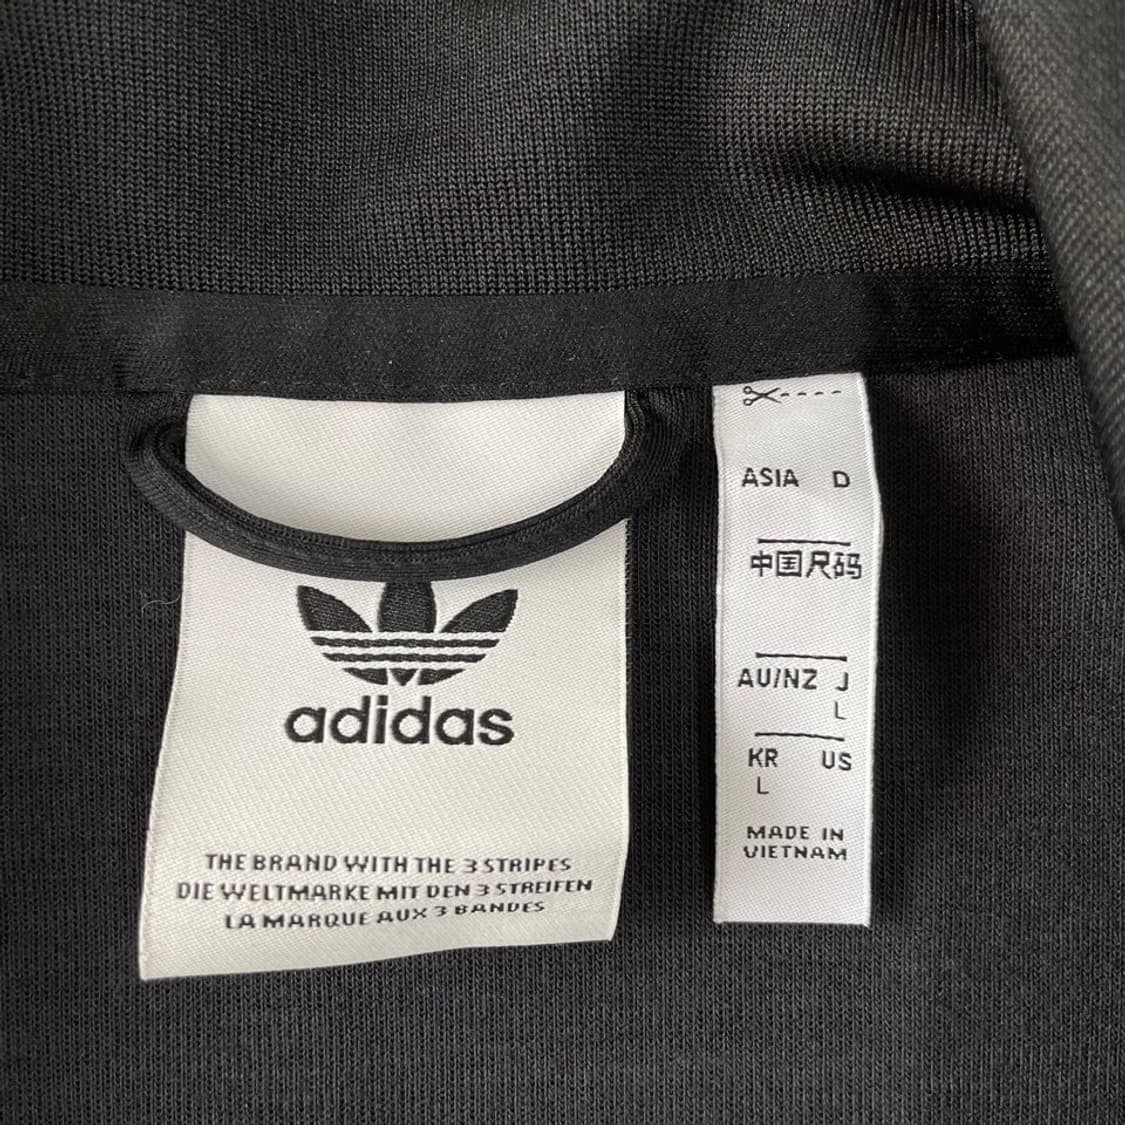 adidas
THE BRAND WITH THE 3 STRIPES
DIE WELTMARKE MIT DEN 3 STREIFEN
LA MARQUE AUX 3 BANDES
ASIA D
中国尺码
AU/NZ J
L
KR US
L
MADE IN
VIETNAM